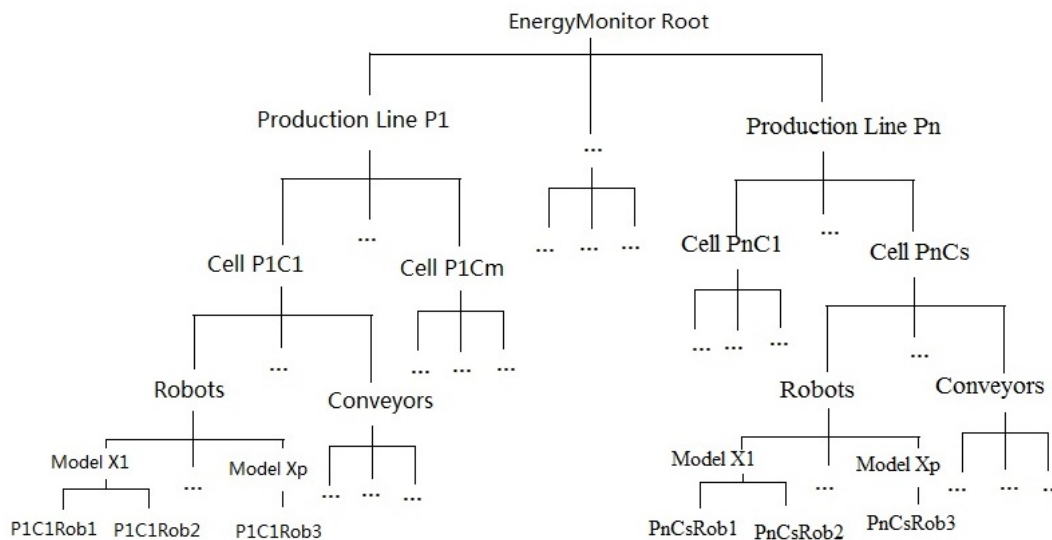 EnergyMonitor Root
Production Line P1
...
Production Line Pn
...
Cell P1C1
Cell P1Cm
... ... ...
Cell PnC1
...
Cell PnCs
Robots
...
Conveyors
... ... ...
... ... ...
Robots
...
Conveyors
Model X1
...
Model Xp
... ... ...
Model X1
...
Model Xp
... ... ...
P1C1Rob1
P1C1Rob2
P1C1Rob3
PnCsRob1
PnCsRob2
PnCsRob3